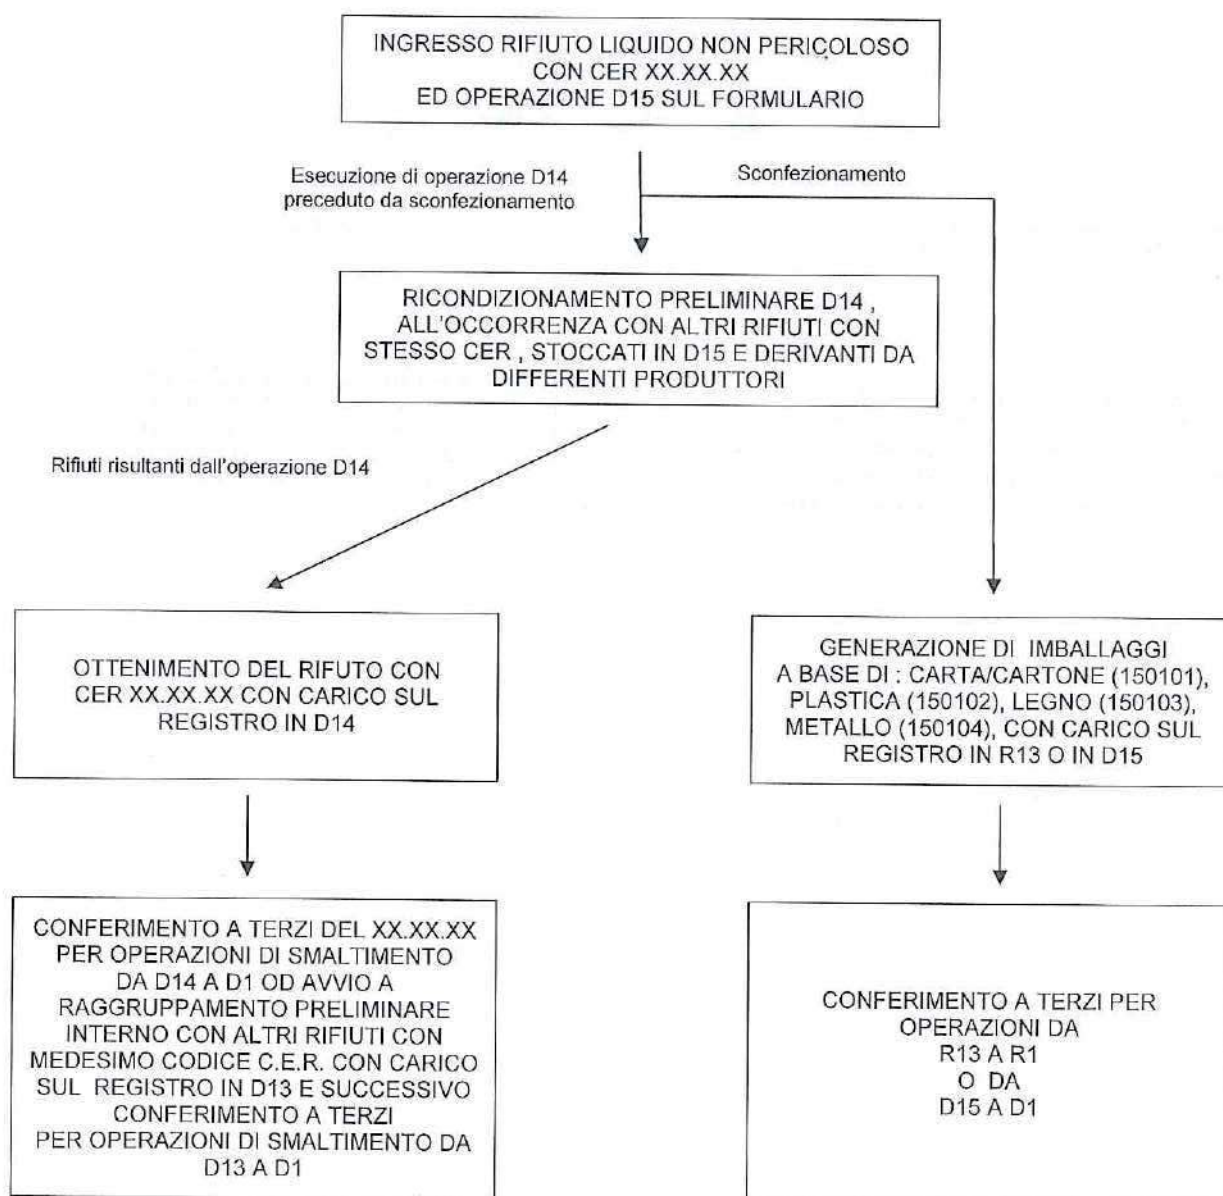 INGRESSO RIFIUTO LIQUIDO NON PERICOLOSO
CON CER XX.XX.XX
ED OPERAZIONE D15 SUL FORMULARIO
Esecuzione di operazione D14
preceduto da sconfezionamento
Sconfezionamento
RICONDIZIONAMENTO PRELIMINARE D14 ,
ALL'OCCORRENZA CON ALTRI RIFIUTI CON
STESSO CER , STOCCATI IN D15 E DERIVANTI DA
DIFFERENTI PRODUTTORI
Rifiuti risultanti dall'operazione D14
OTTENIMENTO DEL RIFUTO CON
CER XX.XX.XX CON CARICO SUL
REGISTRO IN D14
GENERAZIONE DI IMBALLAGGI
A BASE DI : CARTA/CARTONE (150101),
PLASTICA (150102), LEGNO (150103),
METALLO (150104), CON CARICO SUL
REGISTRO IN R13 O IN D15
CONFERIMENTO A TERZI DEL XX.XX.XX
PER OPERAZIONI DI SMALTIMENTO
DA D14 A D1 OD AVVIO A
RAGGRUPPAMENTO PRELIMINARE
INTERNO CON ALTRI RIFIUTI CON
MEDESIMO CODICE C.E.R. CON CARICO
SUL REGISTRO IN D13 E SUCCESSIVO
CONFERIMENTO A TERZI
PER OPERAZIONI DI SMALTIMENTO DA
D13 A D1
CONFERIMENTO A TERZI PER
OPERAZIONI DA
R13 A R1
O DA
D15 A D1